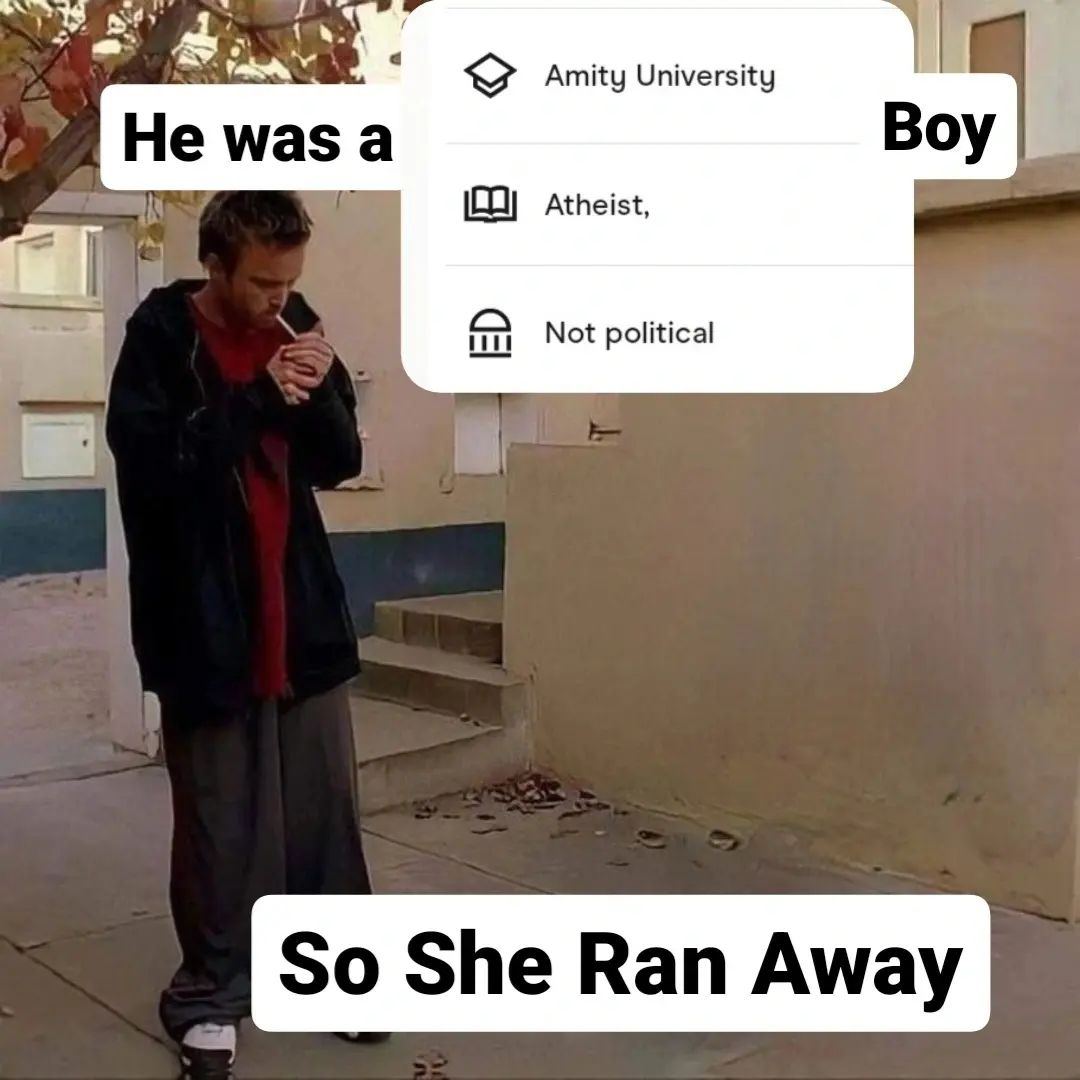 He was a
Amity University
Atheist,
Not political
Boy
So She Ran Away